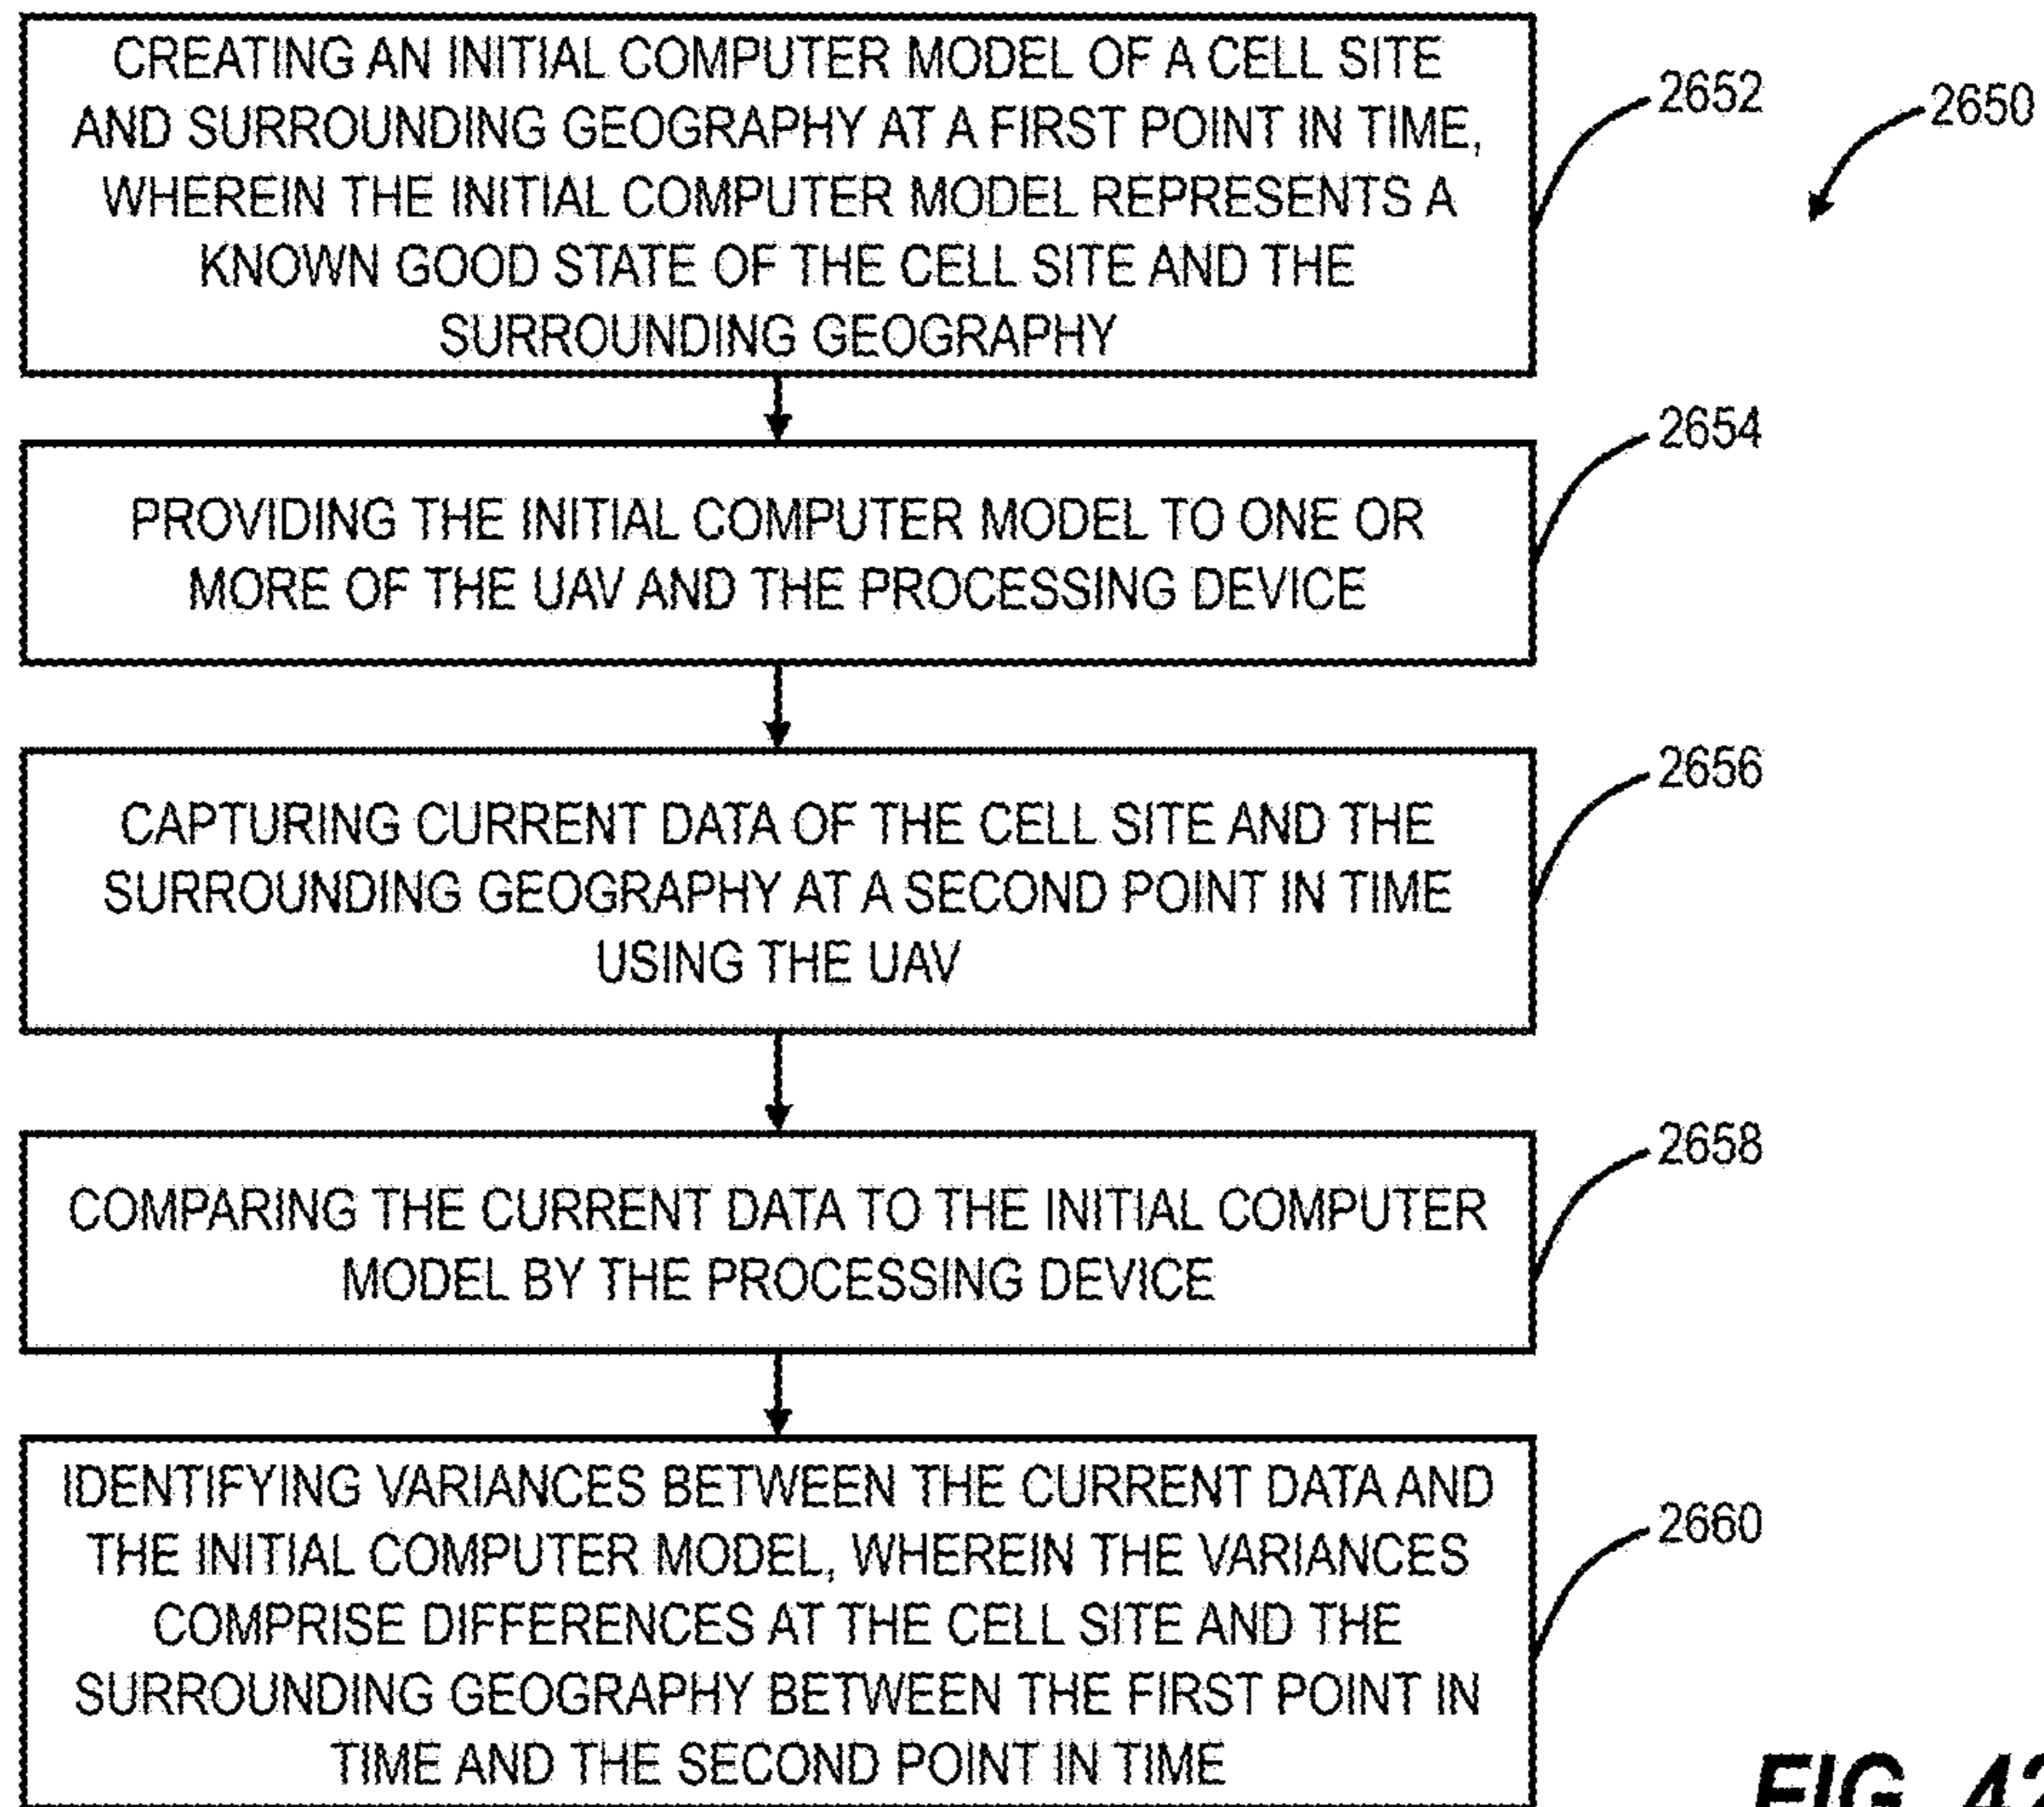 CREATING AN INITIAL COMPUTER MODEL OF A CELL SITE
AND SURROUNDING GEOGRAPHY AT A FIRST POINT IN TIME,
WHEREIN THE INITIAL COMPUTER MODEL REPRESENTS A
KNOWN GOOD STATE OF THE CELL SITE AND THE
SURROUNDING GEOGRAPHY
2652
2650
PROVIDING THE INITIAL COMPUTER MODEL TO ONE OR
MORE OF THE UAV AND THE PROCESSING DEVICE
2654
CAPTURING CURRENT DATA OF THE CELL SITE AND THE
SURROUNDING GEOGRAPHY AT A SECOND POINT IN TIME
USING THE UAV
2656
COMPARING THE CURRENT DATA TO THE INITIAL COMPUTER
MODEL BY THE PROCESSING DEVICE
2658
IDENTIFYING VARIANCES BETWEEN THE CURRENT DATA AND
THE INITIAL COMPUTER MODEL, WHEREIN THE VARIANCES
COMPRISE DIFFERENCES AT THE CELL SITE AND THE
SURROUNDING GEOGRAPHY BETWEEN THE FIRST POINT IN
TIME AND THE SECOND POINT IN TIME
2660
FIG.